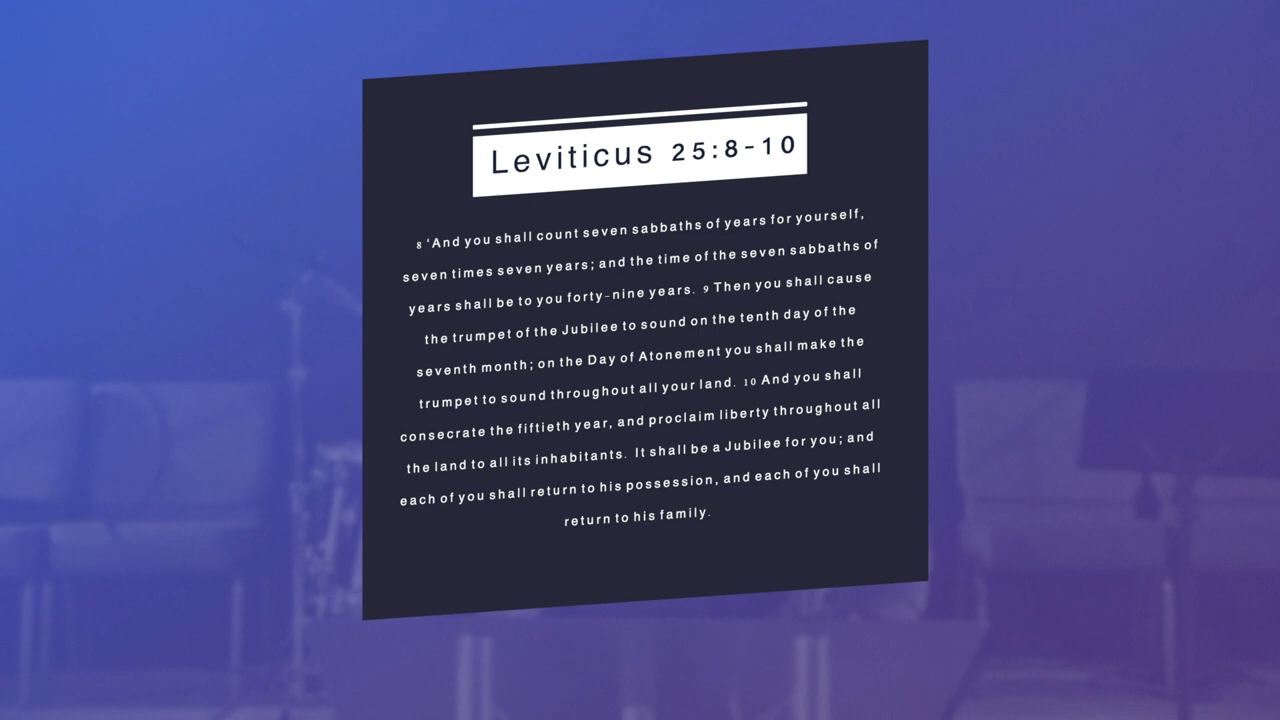 Leviticus 25:8-10
8 ‘And you shall count seven sabbaths of years for yourself,
seven times seven years; and the time of the seven sabbaths of
years shall be to you forty-nine years. 9 Then you shall cause
the trumpet of the Jubilee to sound on the tenth day of the
seventh month; on the Day of Atonement you shall make the
trumpet to sound throughout all your land. 10 And you shall
consecrate the fiftieth year, and proclaim liberty throughout all
the land to all its inhabitants. It shall be a Jubilee for you; and
each of you shall return to his possession, and each of you shall
return to his family.